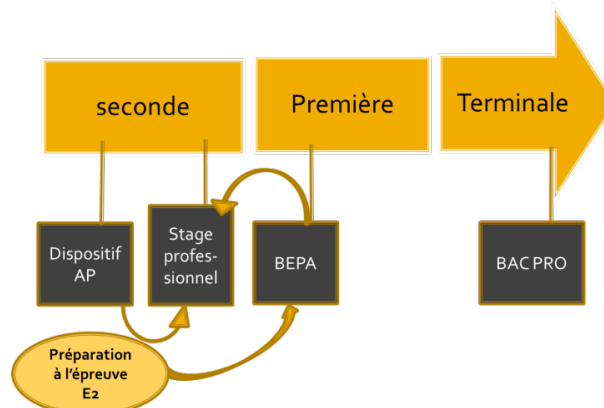 seconde
Première
Terminale
Dispositif
AP
Stage
profes-
sionnel
BEPA
BAC PRO
Préparation
à l'épreuve
E2